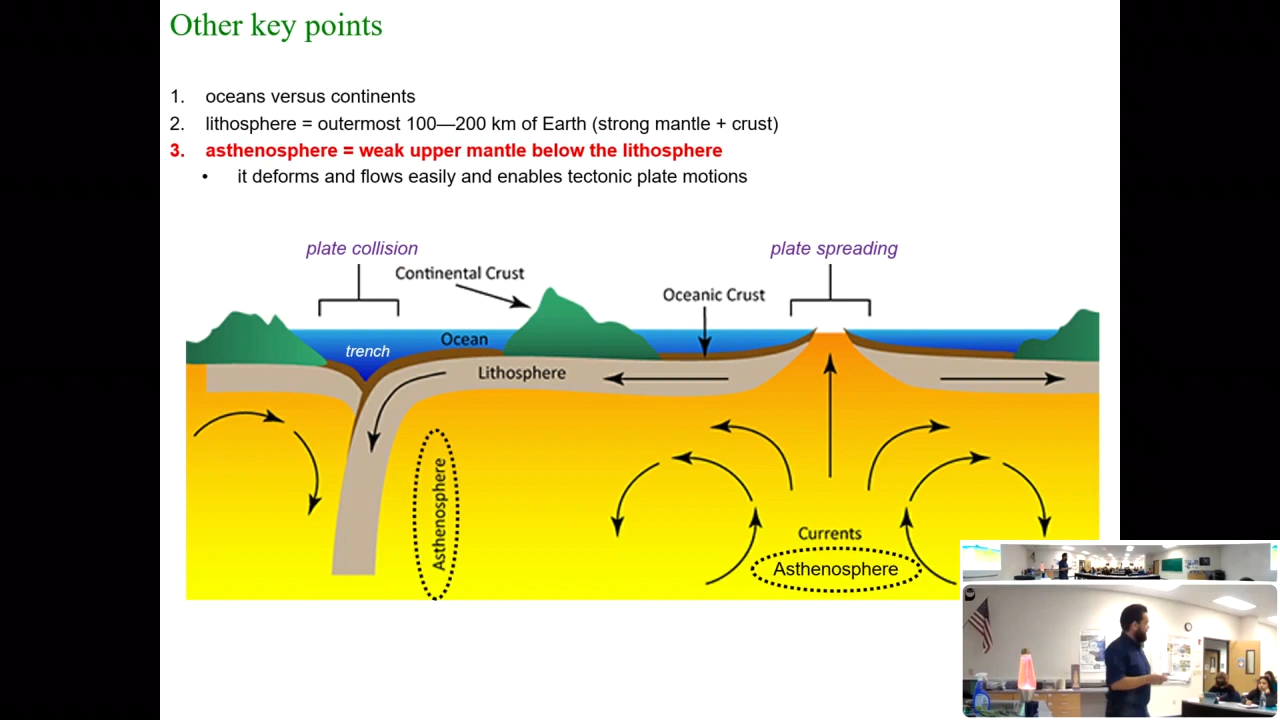 Other key points
1. oceans versus continents
2. lithosphere = outermost 100—200 km of Earth (strong mantle + crust)
3. asthenosphere = weak upper mantle below the lithosphere
• it deforms and flows easily and enables tectonic plate motions
plate collision
plate spreading
Continental Crust
Oceanic Crust
Ocean
trench
Lithosphere
Asthenosphere
Currents
Asthenosphere